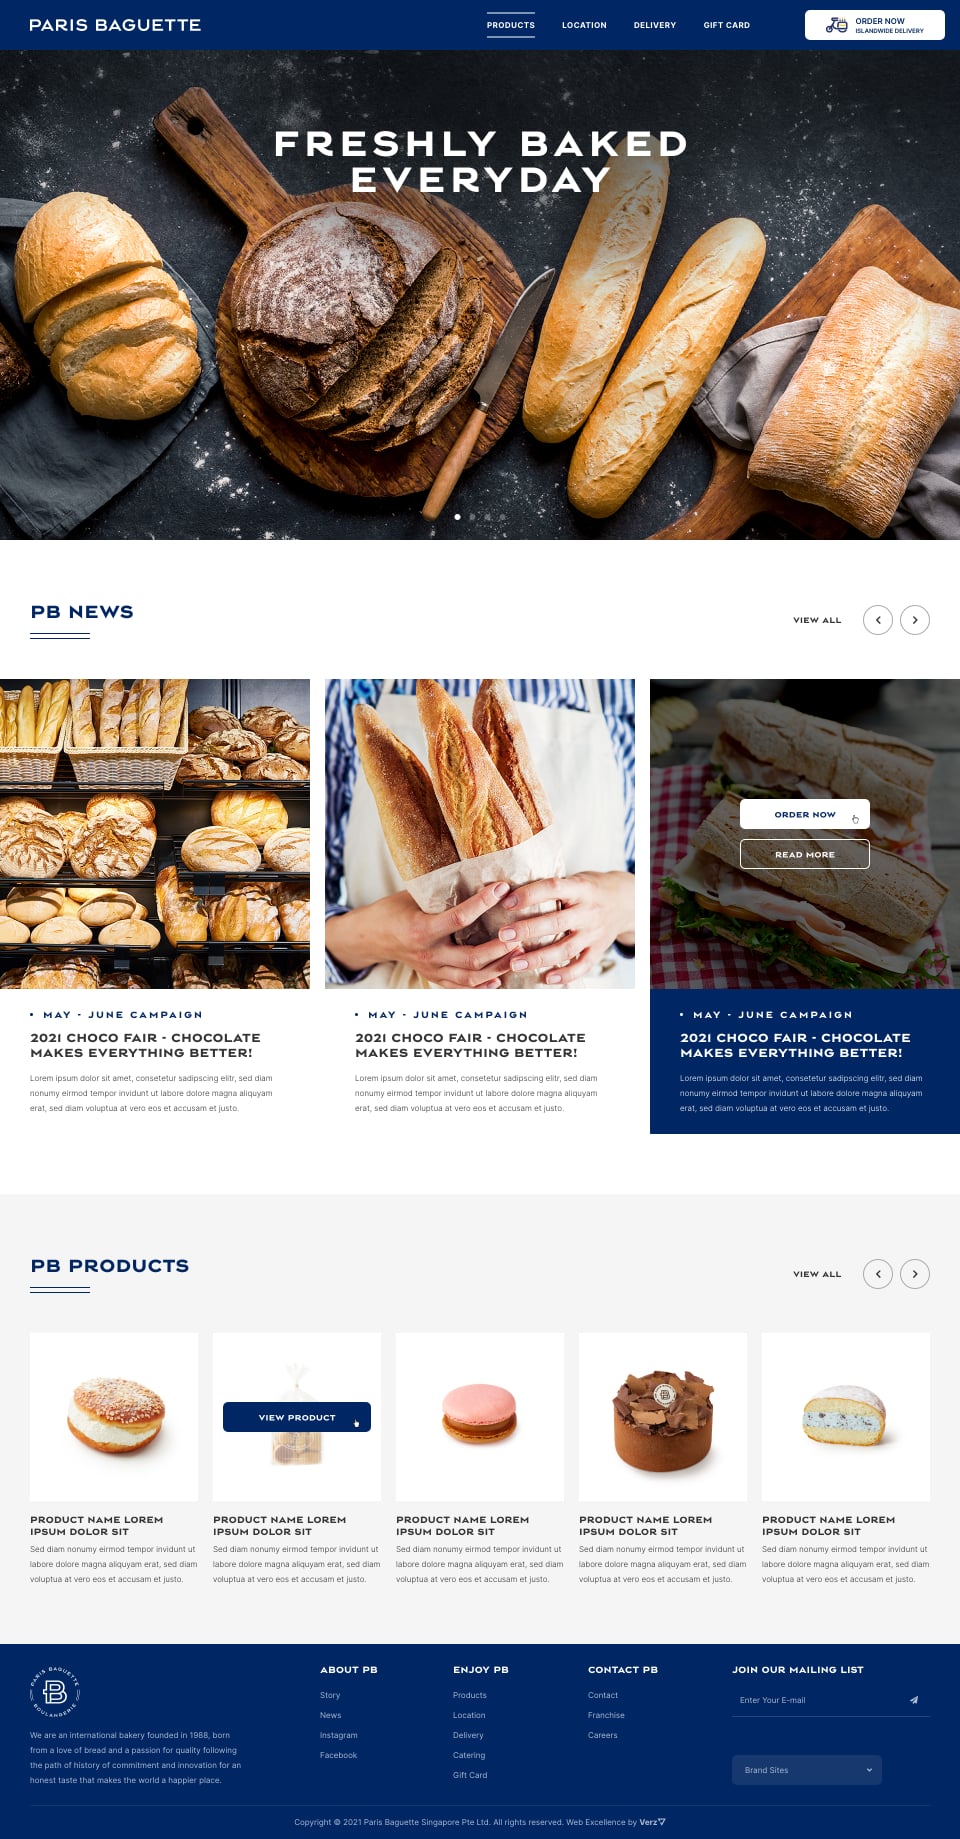 PARIS BAGUETTE
PRODUCTS
LOCATION
DELIVERY
GIFT CARD
ORDER NOW
ISLANDWIDE DELIVERY
FRESHLY BAKED
EVERYDAY
PB NEWS
VIEW ALL
ORDER NOW
READ MORE
• MAY - JUNE CAMPAIGN
2021 CHOCO FAIR - CHOCOLATE
MAKES EVERYTHING BETTER!
Lorem ipsum dolor sit amet, consetetur sadipscing elitr, sed diam
nonumy eirmod tempor invidunt ut labore dolore magna aliquyam
erat, sed diam voluptua at vero eos et accusam et justo.
• MAY - JUNE CAMPAIGN
2021 CHOCO FAIR - CHOCOLATE
MAKES EVERYTHING BETTER!
Lorem ipsum dolor sit amet, consetetur sadipscing elitr, sed diam
nonumy eirmod tempor invidunt ut labore dolore magna aliquyam
erat, sed diam voluptua at vero eos et accusam et justo.
• MAY - JUNE CAMPAIGN
2021 CHOCO FAIR - CHOCOLATE
MAKES EVERYTHING BETTER!
Lorem ipsum dolor sit amet, consetetur sadipscing elitr, sed diam
nonumy eirmod tempor invidunt ut labore dolore magna aliquyam
erat, sed diam voluptua at vero eos et accusam et justo.
PB PRODUCTS
VIEW ALL
VIEW PRODUCT
PRODUCT NAME LOREM
IPSUM DOLOR SIT
Sed diam nonumy eirmod tempor invidunt ut
labore dolore magna aliquyam erat, sed diam
voluptua at vero eos et accusam et justo.
PRODUCT NAME LOREM
IPSUM DOLOR SIT
Sed diam nonumy eirmod tempor invidunt ut
labore dolore magna aliquyam erat, sed diam
voluptua at vero eos et accusam et justo.
PRODUCT NAME LOREM
IPSUM DOLOR SIT
Sed diam nonumy eirmod tempor invidunt ut
labore dolore magna aliquyam erat, sed diam
voluptua at vero eos et accusam et justo.
PRODUCT NAME LOREM
IPSUM DOLOR SIT
Sed diam nonumy eirmod tempor invidunt ut
labore dolore magna aliquyam erat, sed diam
voluptua at vero eos et accusam et justo.
PRODUCT NAME LOREM
IPSUM DOLOR SIT
Sed diam nonumy eirmod tempor invidunt ut
labore dolore magna aliquyam erat, sed diam
voluptua at vero eos et accusam et justo.
PARIS BAGUETTE
B
BOULANGERIE
We are an international bakery founded in 1988, born
from a love of bread and a passion for quality following
the path of history of commitment and innovation for an
honest taste that makes the world a happier place.
ABOUT PB
Story
News
Instagram
Facebook
ENJOY PB
Products
Location
Delivery
Catering
Gift Card
CONTACT PB
Contact
Franchise
Careers
JOIN OUR MAILING LIST
Enter Your E-mail
Brand Sites
Copyright © 2021 Paris Baguette Singapore Pte Ltd. All rights reserved. Web Excellence by Verz